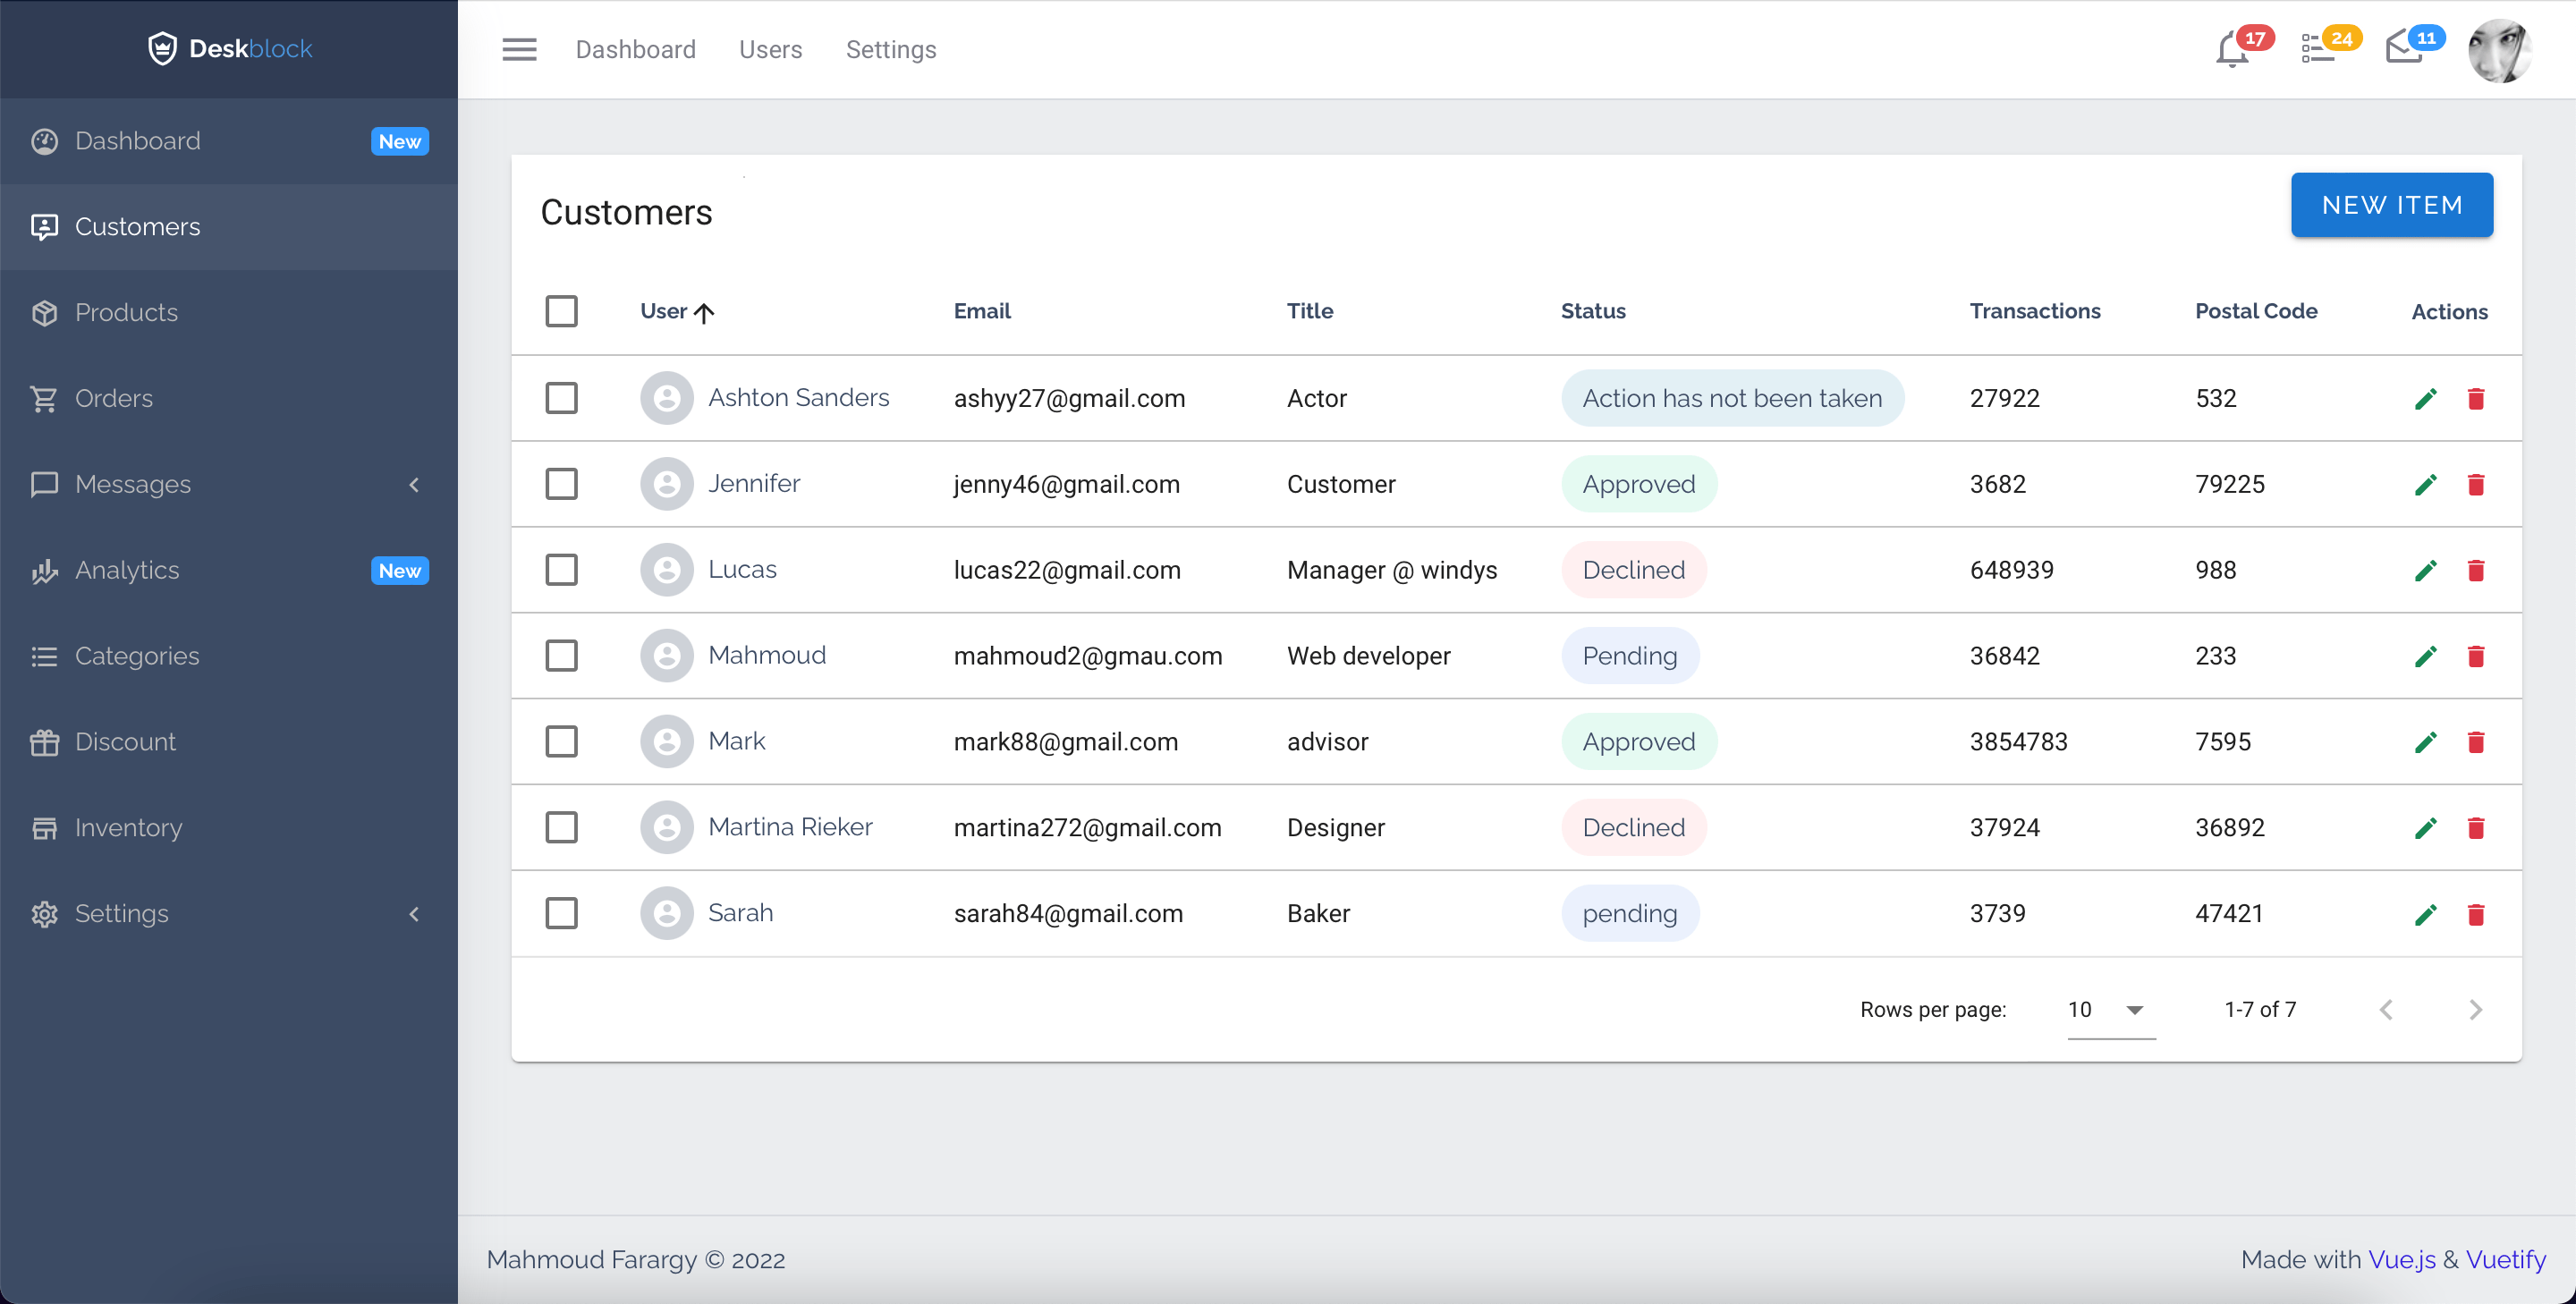 Deskblock
Dashboard Users Settings 17 24 11
Dashboard New
Customers
Products
Orders
Messages
Analytics New
Categories
Discount
Inventory
Settings
Customers NEW ITEM
User Email Title Status Transactions Postal Code Actions
Ashton Sanders ashyy27@gmail.com Actor Action has not been taken 27922 532
Jennifer jenny46@gmail.com Customer Approved 3682 79225
Lucas lucas22@gmail.com Manager @ windys Declined 648939 988
Mahmoud mahmoud2@gmau.com Web developer Pending 36842 233
Mark mark88@gmail.com advisor Approved 3854783 7595
Martina Rieker martina272@gmail.com Designer Declined 37924 36892
Sarah sarah84@gmail.com Baker pending 3739 47421
Rows per page: 10 1-7 of 7
Mahmoud Farargy © 2022 Made with Vue.js & Vuetify